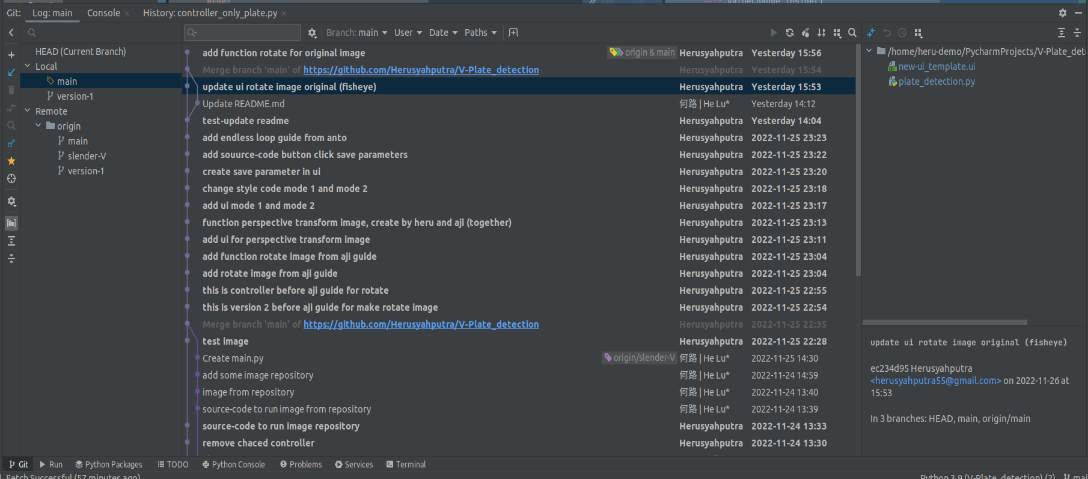 Git: Log: main × Console × History: controller_only_plate.py ×
Branch: main User Date Paths
HEAD (Current Branch)
Local
main
version-1
Remote
origin
main
slender-V
version-1
add function rotate for original image origin & main Herusyahputra Yesterday 15:56
Merge branch 'main' of https://github.com/Herusyahputra/V-Plate_detection Herusyahputra Yesterday 15:54
update ui rotate image original (fisheye) Herusyahputra Yesterday 15:53
Update README.md 何路 | He Lu* Yesterday 14:12
test-update readme Herusyahputra Yesterday 14:04
add endless loop guide from anto Herusyahputra 2022-11-25 23:23
add souurce-code button click save parameters Herusyahputra 2022-11-25 23:22
create save parameter in ui Herusyahputra 2022-11-25 23:20
change style code mode 1 and mode 2 Herusyahputra 2022-11-25 23:18
add ui mode 1 and mode 2 Herusyahputra 2022-11-25 23:17
function perspective transform image, create by heru and aji (together) Herusyahputra 2022-11-25 23:13
add ui for perspective transform image Herusyahputra 2022-11-25 23:11
add function rotate image from aji guide Herusyahputra 2022-11-25 23:04
add rotate image from aji guide Herusyahputra 2022-11-25 23:04
this is controller before aji guide for rotate Herusyahputra 2022-11-25 22:55
this is version 2 before aji guide for make rotate image Herusyahputra 2022-11-25 22:54
Merge branch 'main' of https://github.com/Herusyahputra/V-Plate_detection Herusyahputra 2022-11-25 22:35
test image Herusyahputra 2022-11-25 22:28
Create main.py origin/slender-V 何路 | He Lu* 2022-11-25 14:30
add some image repository 何路 | He Lu* 2022-11-24 14:59
image from repository 何路 | He Lu* 2022-11-24 13:40
source-code to run image from repository 何路 | He Lu* 2022-11-24 13:39
source-code to run image repository Herusyahputra 2022-11-24 13:33
remove chaced controller Herusyahputra 2022-11-24 13:30
/home/heru-demo/PycharmProjects/V-Plate_det
new-ui_template.ui
plate_detection.py
update ui rotate image original (fisheye)
ec234d95 Herusyahputra
<herusyahputra55@gmail.com> on 2022-11-26 at
15:53
In 3 branches: HEAD, main, origin/main
Git Run Python Packages TODO Python Console Problems Services Terminal
Fetch Successful (57 minutes ago) Python 3.9 (V-Plate_detection) (2) mai